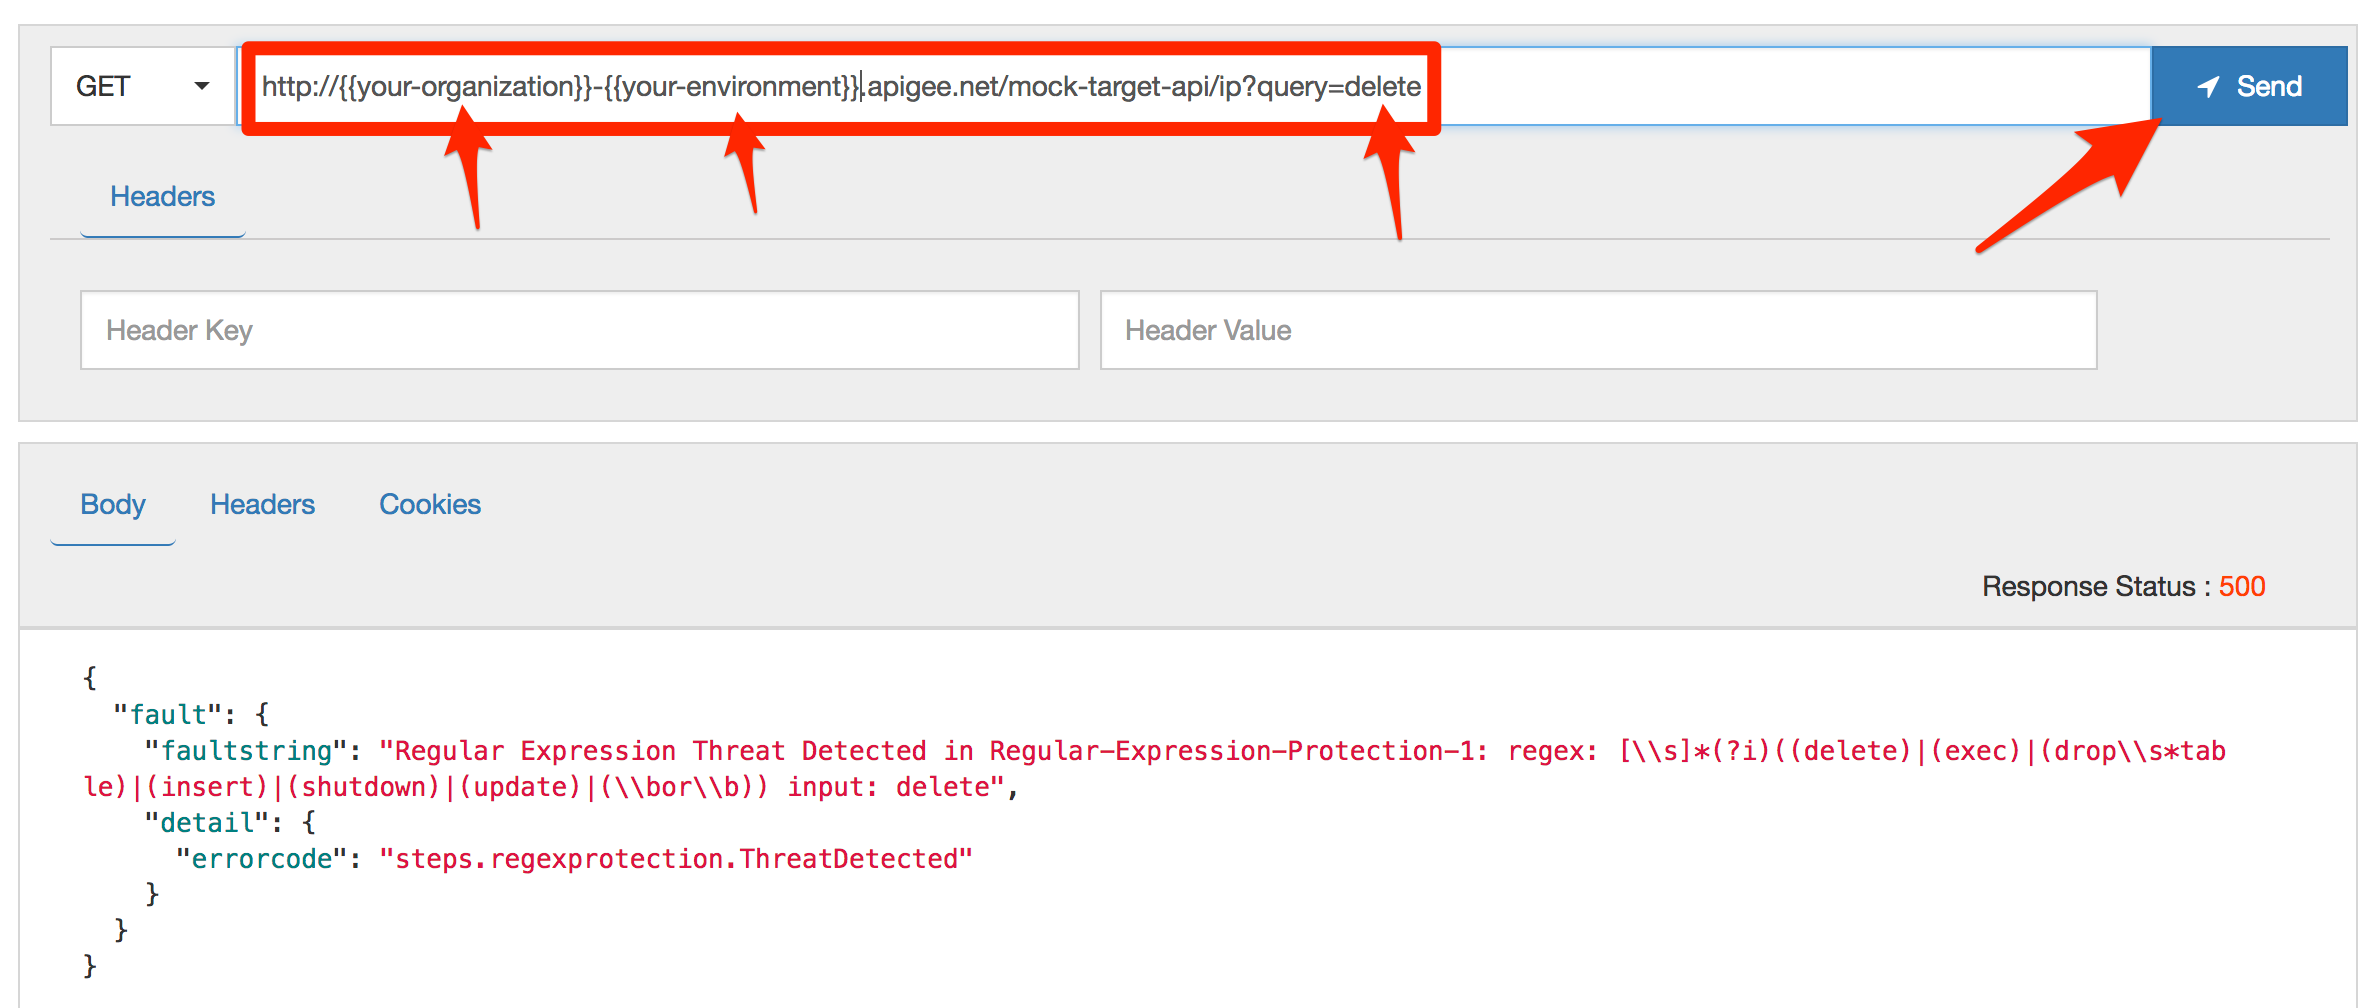 GET
http://{{your-organization}}-{{your-environment}}.apigee.net/mock-target-api/ip?query=delete
Send
Headers
Header Key
Header Value
Body
Headers
Cookies
Response Status : 500
{
  "fault": {
    "faultstring": "Regular Expression Threat Detected in Regular-Expression-Protection-1: regex: [\\s]*(?i)((delete)|(exec)|(drop\\s*tab
le)|(insert)|(shutdown)|(update)|(\\bor\\b)) input: delete",
    "detail": {
      "errorcode": "steps.regexprotection.ThreatDetected"
    }
  }
}